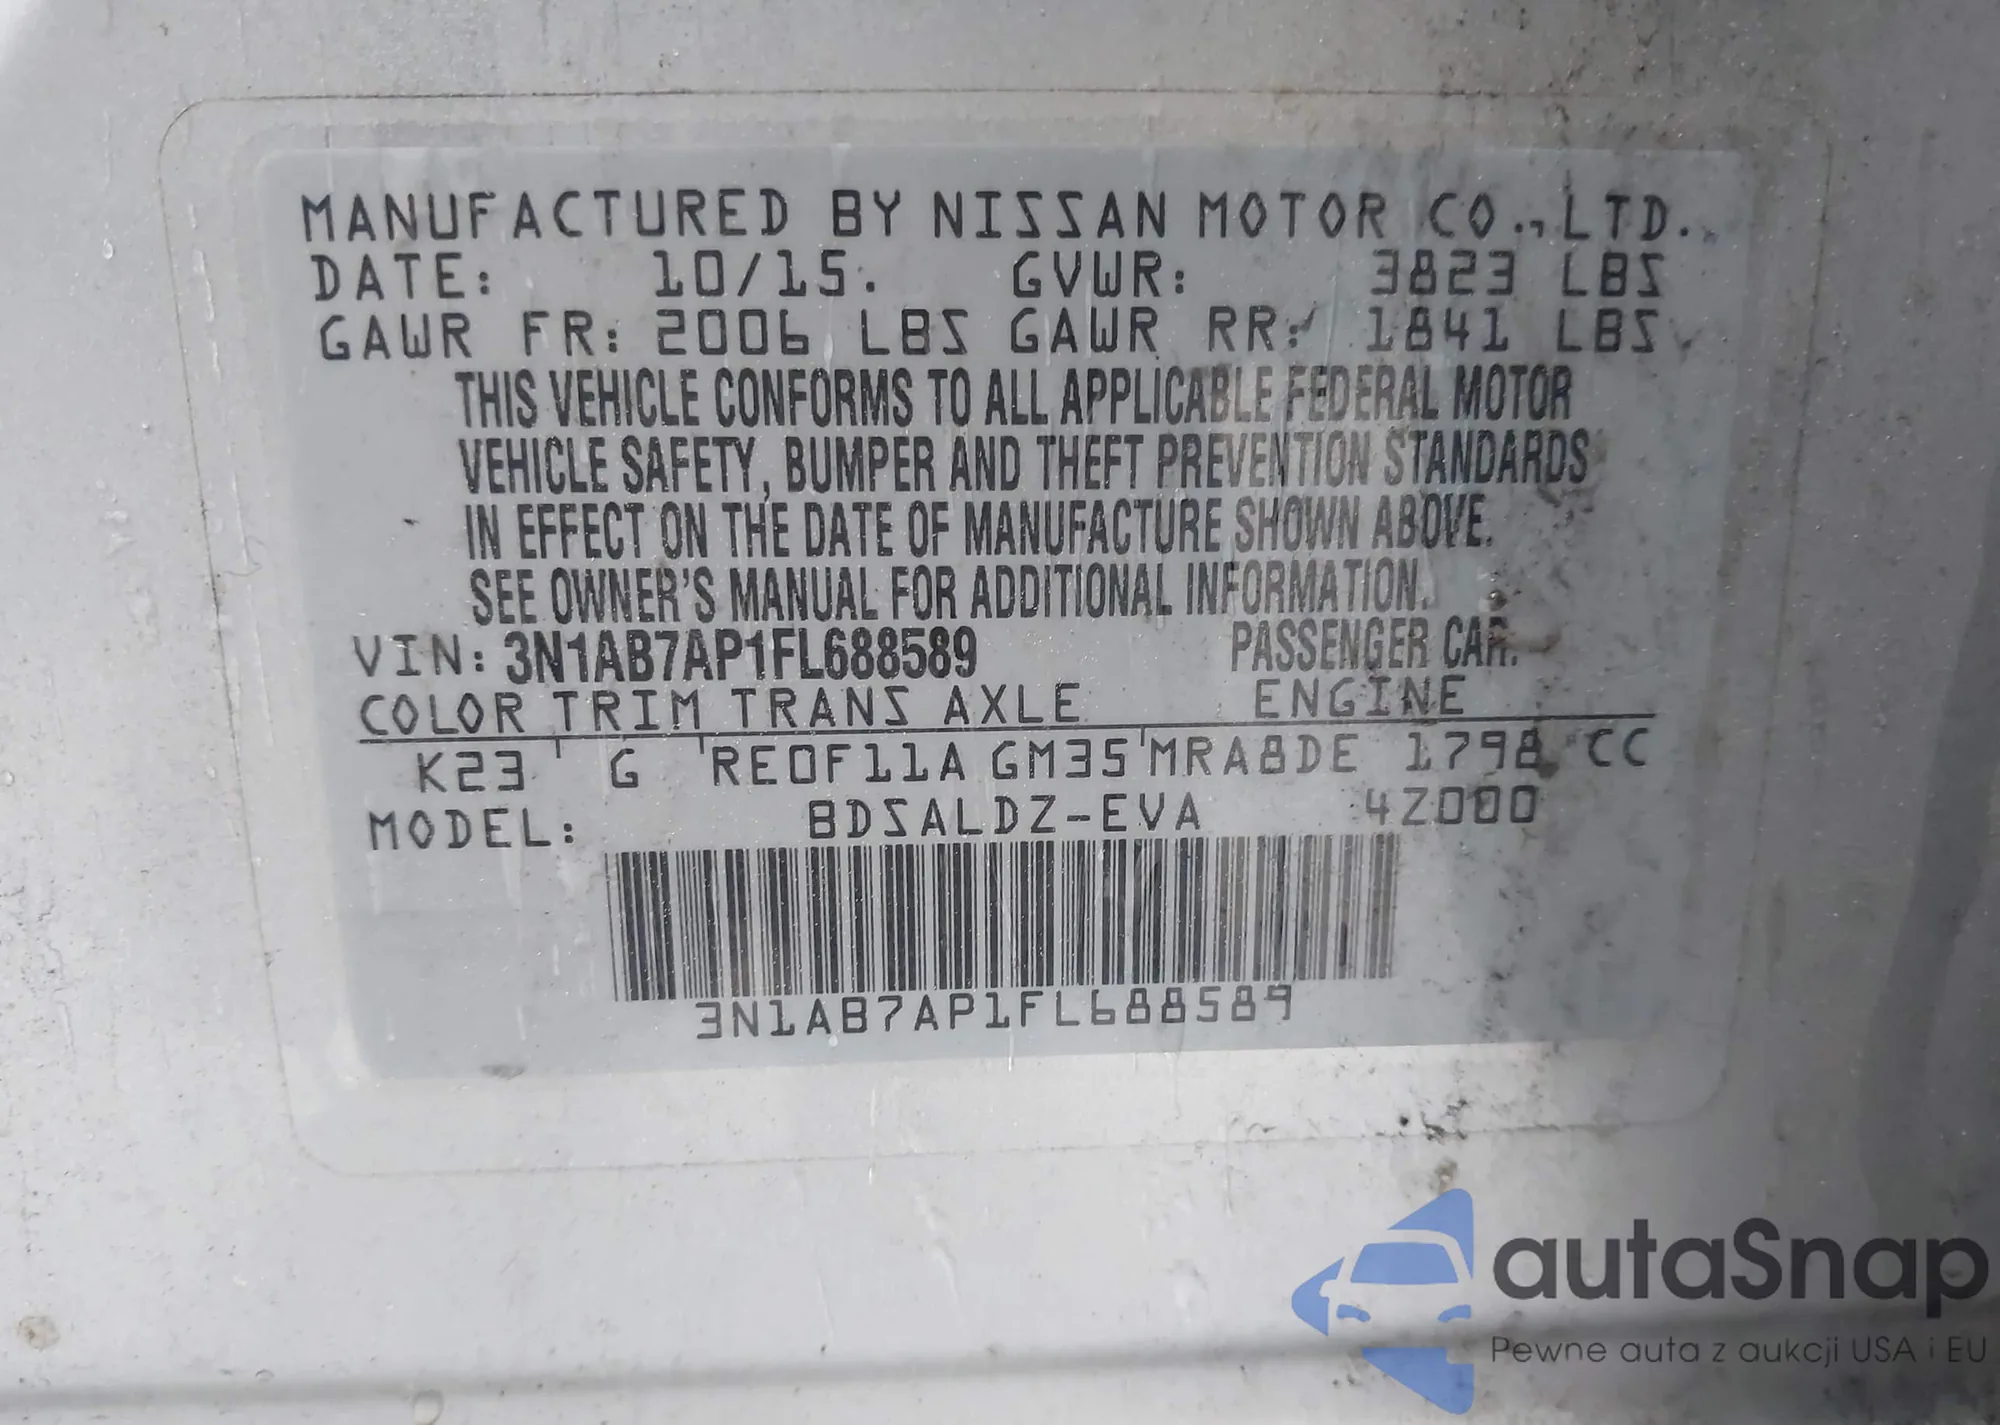 MANUFACTURED BY NISSAN MOTOR CO.,LTD.
DATE: 10/15. GVWR: 3823 LBS
GAWR FR: 2006 LBS GAWR RR: 1841 LBS
THIS VEHICLE CONFORMS TO ALL APPLICABLE FEDERAL MOTOR
VEHICLE SAFETY, BUMPER AND THEFT PREVENTION STANDARDS
IN EFFECT ON THE DATE OF MANUFACTURE SHOWN ABOVE.
SEE OWNER'S MANUAL FOR ADDITIONAL INFORMATION.
VIN: 3N1AB7AP1FL688589 PASSENGER CAR.
COLOR TRIM TRANS AXLE ENGINE
K23 G RE0F11A GM35 MRA8DE 1798 CC
MODEL: BDSALDZ-EVA 4Z000
3N1AB7AP1FL688589
autaSnap
Pewne auta z aukcji USA i EU